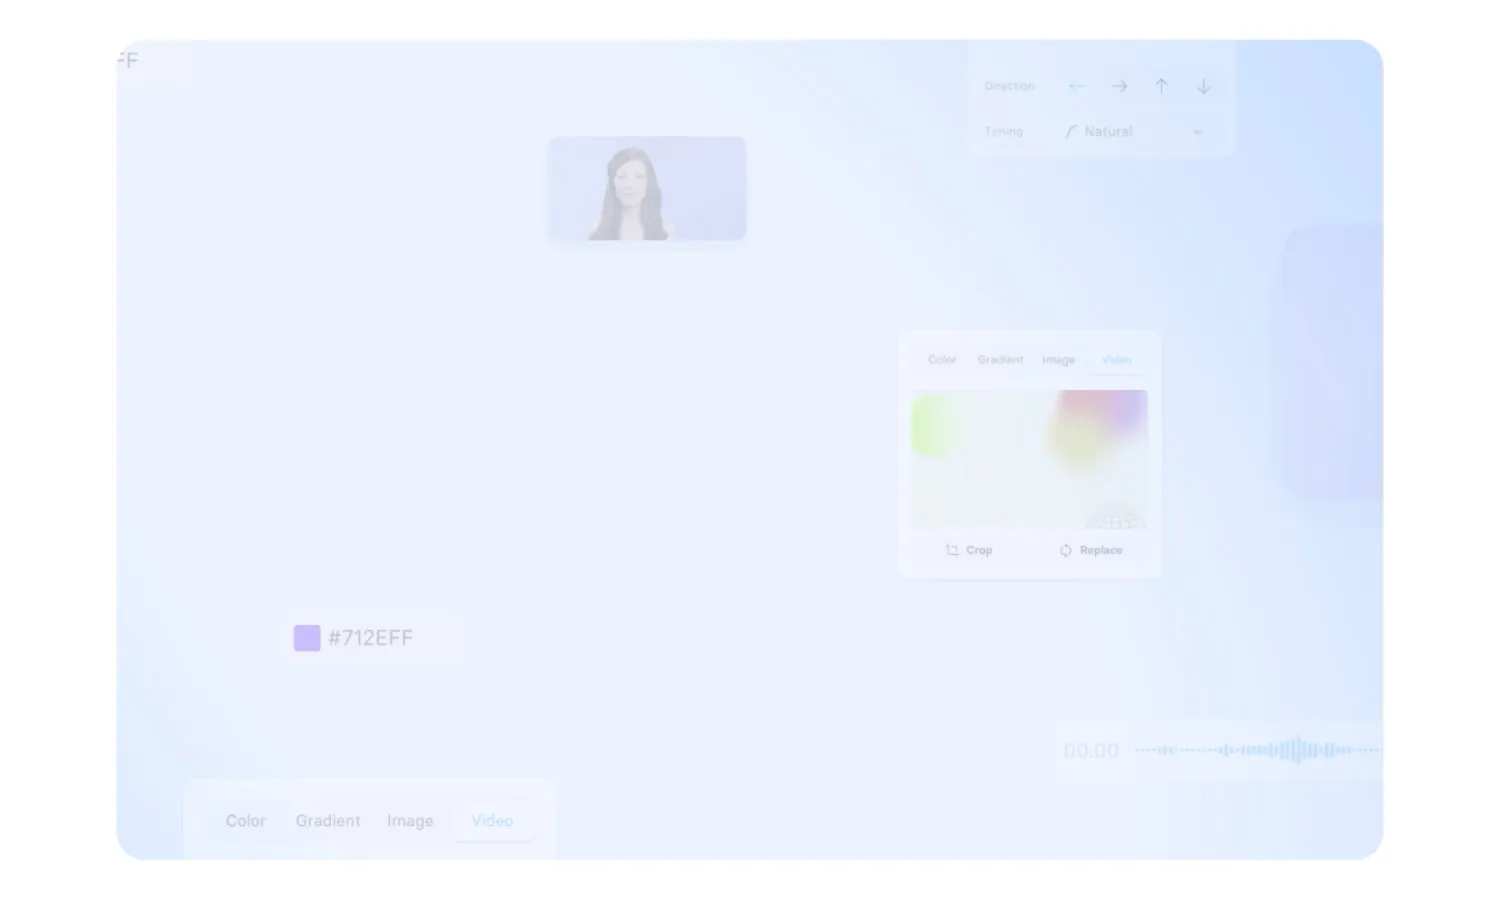 FF
Direction
Timing Natural
Color Gradient Image Video
Crop Replace
#712EFF
00:00
Color Gradient Image Video